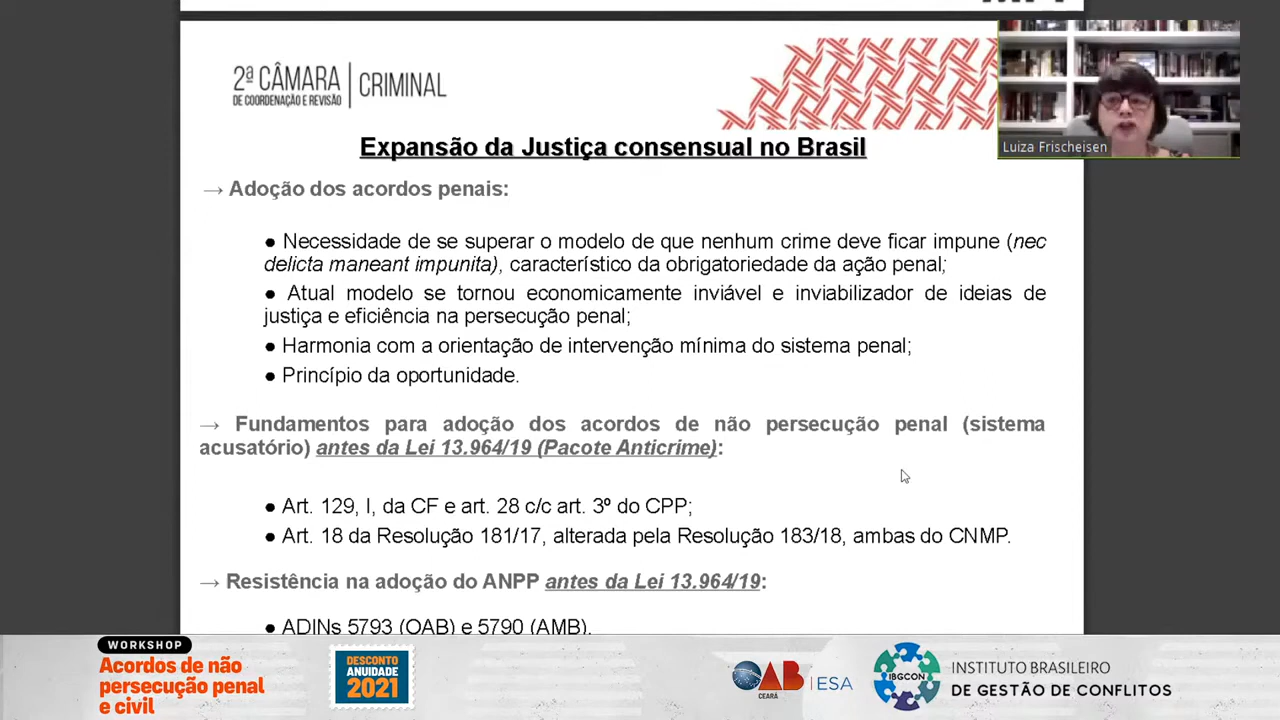 2ª CÂMARA
DE COORDENAÇÃO E REVISÃO
CRIMINAL
Luiza Frischeisen
Expansão da Justiça consensual no Brasil
→ Adoção dos acordos penais:
● Necessidade de se superar o modelo de que nenhum crime deve ficar impune (nec
delicta maneant impunita), característico da obrigatoriedade da ação penal;
● Atual modelo se tornou economicamente inviável e inviabilizador de ideias de
justiça e eficiência na persecução penal;
● Harmonia com a orientação de intervenção mínima do sistema penal;
● Princípio da oportunidade.
→ Fundamentos para adoção dos acordos de não persecução penal (sistema
acusatório) antes da Lei 13.964/19 (Pacote Anticrime):
● Art. 129, I, da CF e art. 28 c/c art. 3º do CPP;
● Art. 18 da Resolução 181/17, alterada pela Resolução 183/18, ambas do CNMP.
→ Resistência na adoção do ANPP antes da Lei 13.964/19:
● ADINs 5793 (OAB) e 5790 (AMB).
WORKSHOP
Acordos de não
persecução penal
e civil
DESCONTO
ANUIDADE
2021
OAB
CEARÁ
ESA
IBGCON
INSTITUTO BRASILEIRO
DE GESTÃO DE CONFLITOS